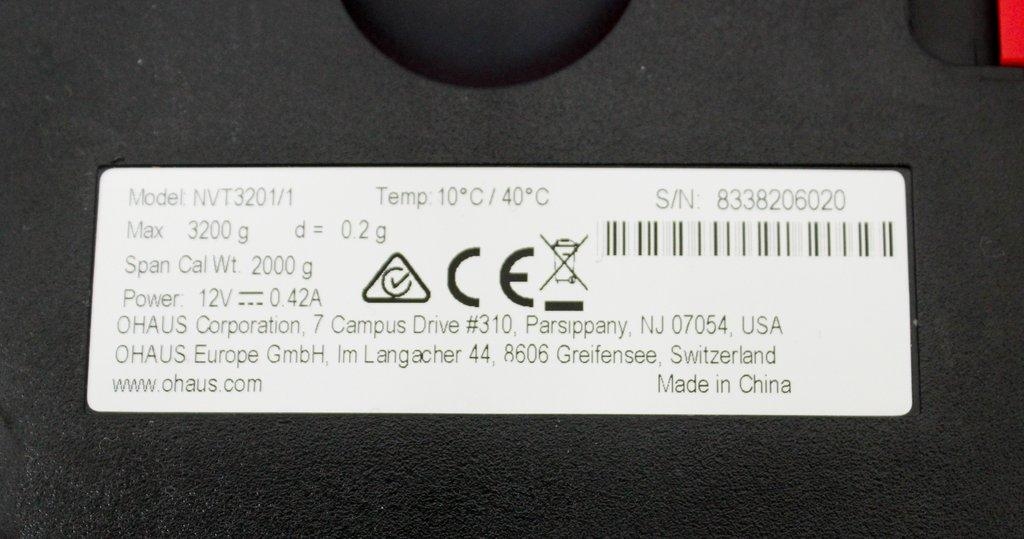 Model: NVT3201/1 Temp: 10°C / 40°C S/N: 8338206020
Max 3200 g d = 0.2 g
Span Cal Wt. 2000 g
Power: 12V ⎓ 0.42A
CE
OHAUS Corporation, 7 Campus Drive #310, Parsippany, NJ 07054, USA
OHAUS Europe GmbH, Im Langacher 44, 8606 Greifensee, Switzerland
www.ohaus.com Made in China